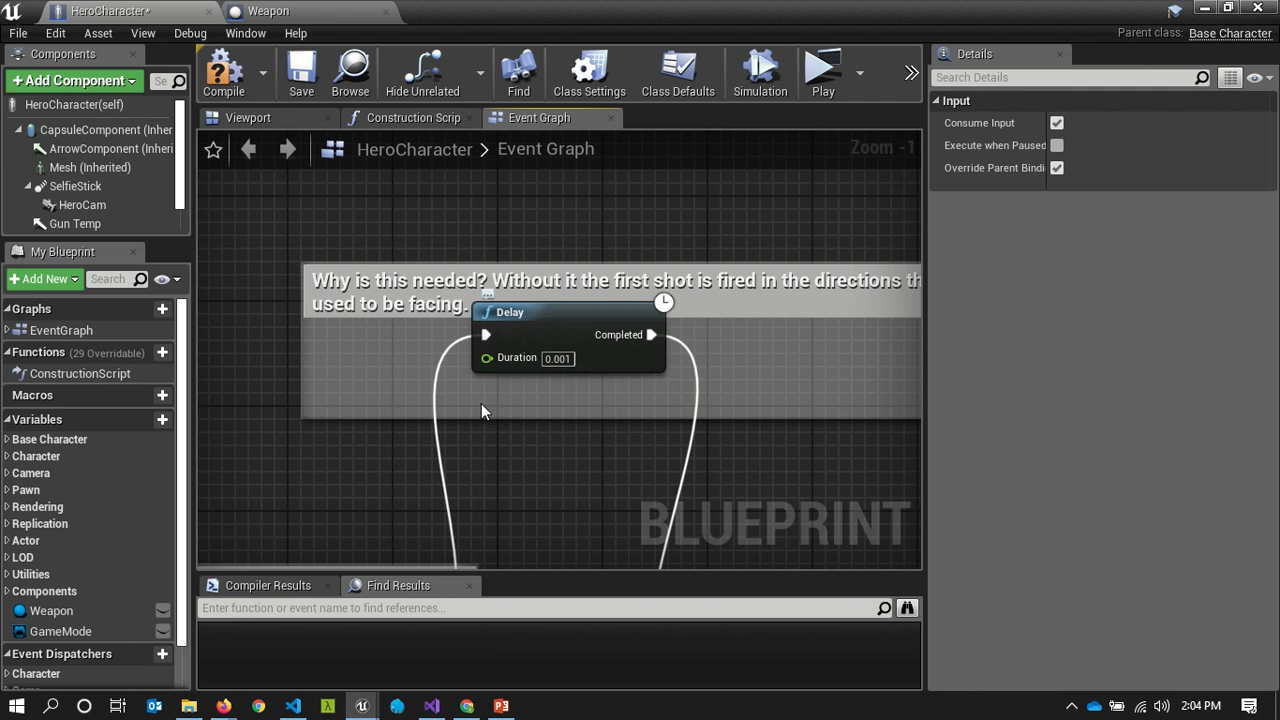 HeroCharacter*
Weapon
File Edit Asset View Debug Window Help
Parent class: Base Character
Components
+Add Component
Se
HeroCharacter(self)
CapsuleComponent (Inher
ArrowComponent (Inheri
Mesh (Inherited)
SelfieStick
HeroCam
Gun Temp
My Blueprint
+Add New
Search
Graphs
EventGraph
Functions (29 Overridable)
ConstructionScript
Macros
Variables
Base Character
Character
Camera
Pawn
Rendering
Replication
Actor
LOD
Utilities
Components
Weapon
GameMode
Event Dispatchers
Character
Compile
Save
Browse
Hide Unrelated
Find
Class Settings
Class Defaults
Simulation
Play
Viewport
Construction Scrip
Event Graph
HeroCharacter > Event Graph
Zoom -1
Why is this needed? Without it the first shot is fired in the directions th
used to be facing.
Delay
Completed
Duration 0.001
BLUEPRINT
Compiler Results
Find Results
Enter function or event name to find references...
Details
Search Details
Input
Consume Input
Execute when Paused
Override Parent Bindi
2:04 PM